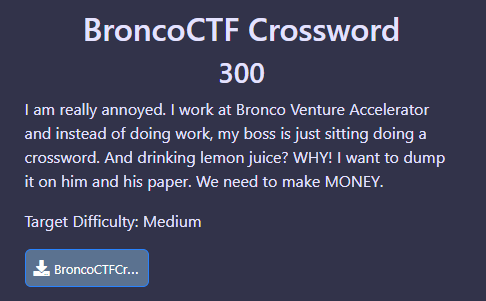 BroncoCTF Crossword
300
I am really annoyed. I work at Bronco Venture Accelerator
and instead of doing work, my boss is just sitting doing a
crossword. And drinking lemon juice? WHY! I want to dump
it on him and his paper. We need to make MONEY.
Target Difficulty: Medium
BroncoCTFCr...